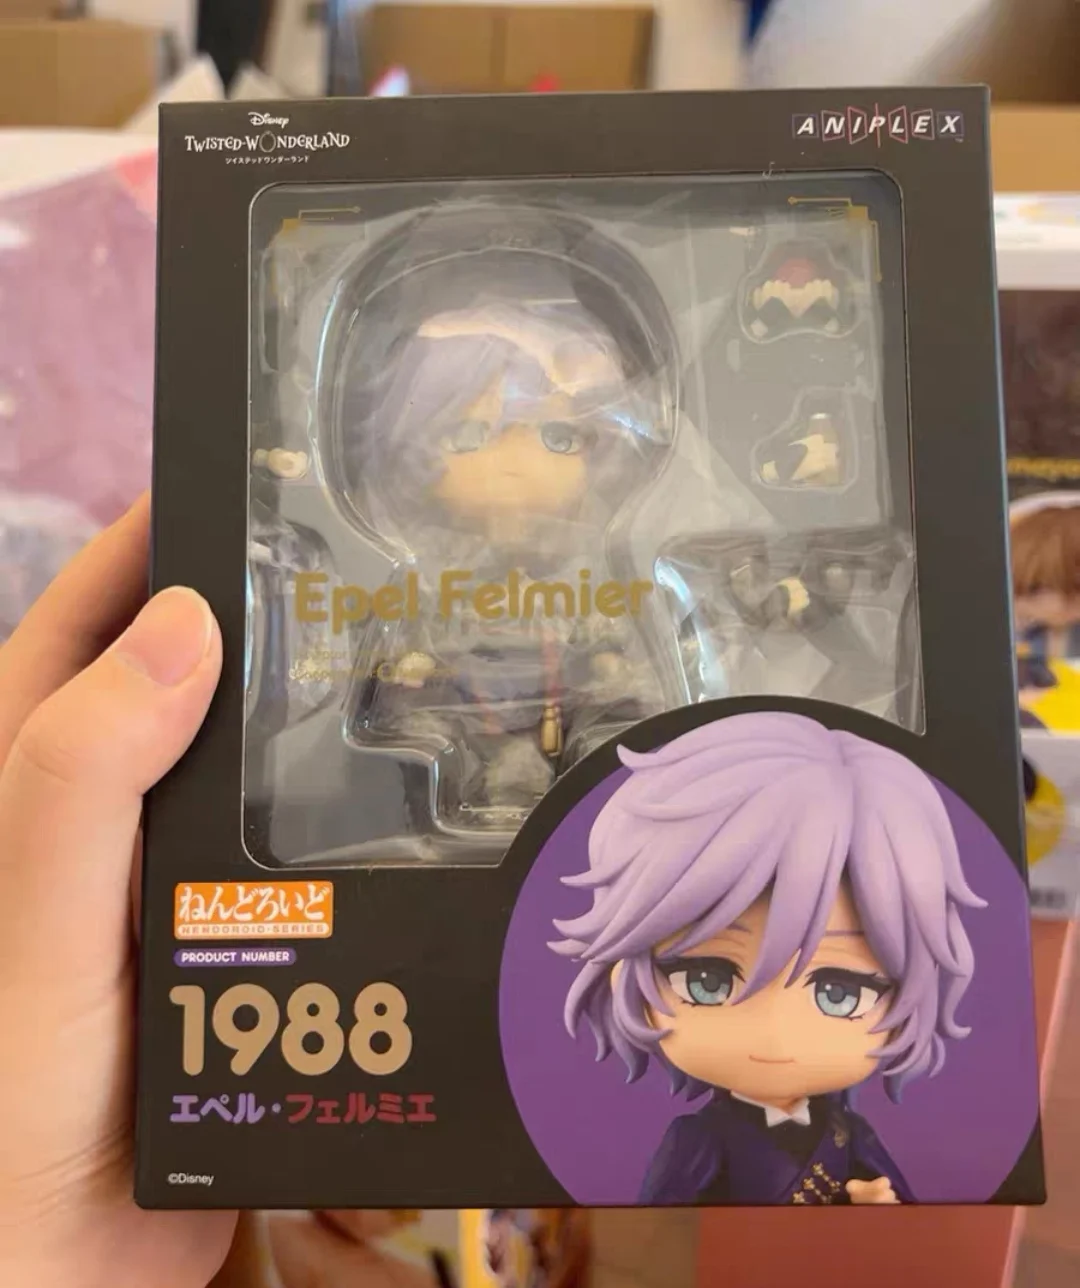 Disney
TWISTED-WONDERLAND
ツイステッドワンダーランド
ANIPLEX
Epel Felmier
ねんどろいど
NENDOROID·SERIES
PRODUCT NUMBER
1988
エペル・フェルミエ
©Disney